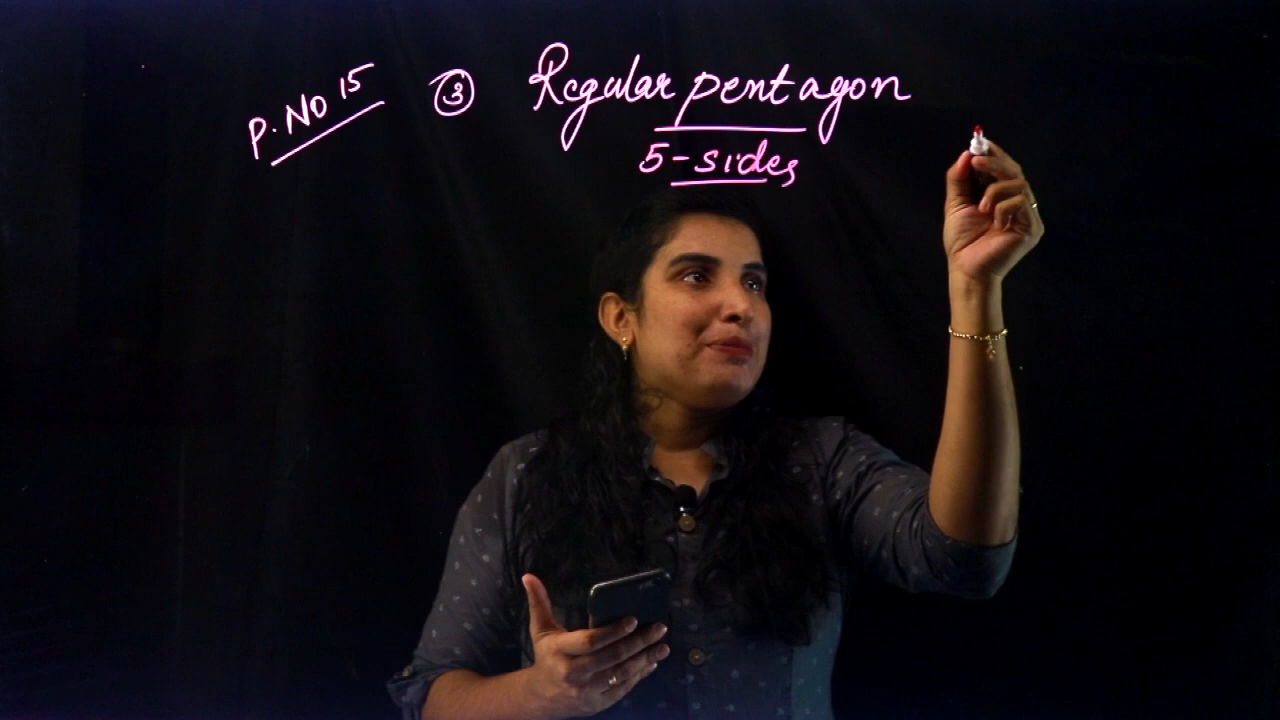 P. NO 15
③ Regular pentagon
5-sides